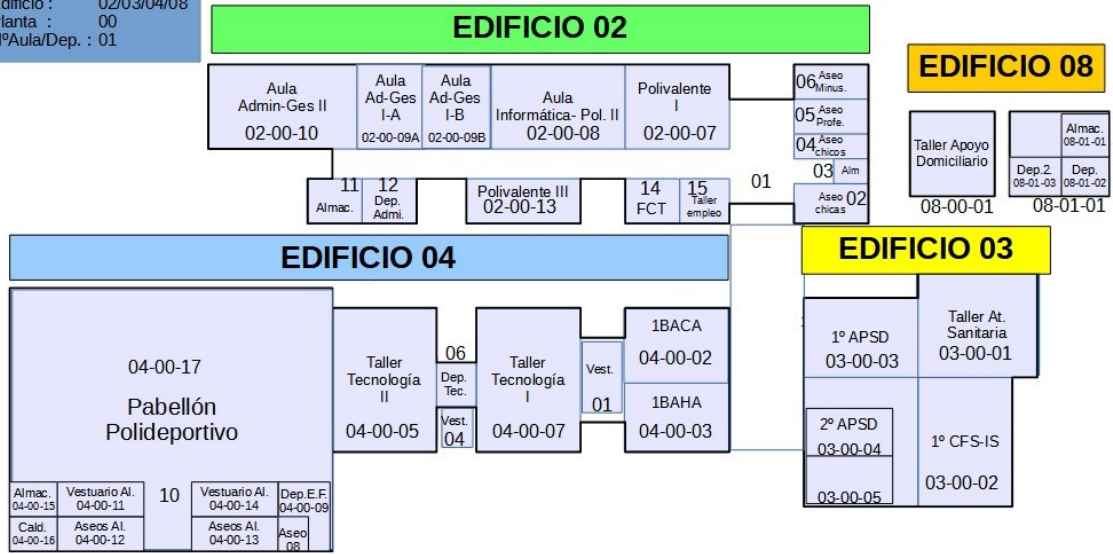 Edificio : 02/03/04/08
Planta : 00
NºAula/Dep. : 01
EDIFICIO 02
Aula
Admin-Ges II
02-00-10
Aula
Ad-Ges
I-A
02-00-09A
Aula
Ad-Ges
I-B
02-00-09B
Aula
Informática- Pol. II
02-00-08
Polivalente
I
02-00-07
06 Aseo
Minus.
05 Aseo
Profe.
04 Aseo
chicos
03 Alm
Aseo 02
chicas
01
11
Almac.
12
Dep.
Admi.
Polivalente III
02-00-13
14
FCT
15
Taller
empleo
EDIFICIO 08
Taller Apoyo
Domiciliario
08-00-01
Almac.
08-01-01
Dep.2.
08-01-03
Dep.
08-01-02
08-01-01
EDIFICIO 04
04-00-17
Pabellón
Polideportivo
Almac.
04-00-15
Vestuario Al.
04-00-11
10
Vestuario Al.
04-00-14
Dep.E.F.
04-00-09
Cald.
04-00-16
Aseos Al.
04-00-12
Aseos Al.
04-00-13
Aseo
08
Taller
Tecnología
II
04-00-05
06
Dep.
Tec.
Vest.
04
Taller
Tecnología
I
04-00-07
Vest.
01
1BACA
04-00-02
1BAHA
04-00-03
EDIFICIO 03
1º APSD
03-00-03
Taller At.
Sanitaria
03-00-01
2º APSD
03-00-04
03-00-05
1º CFS-IS
03-00-02